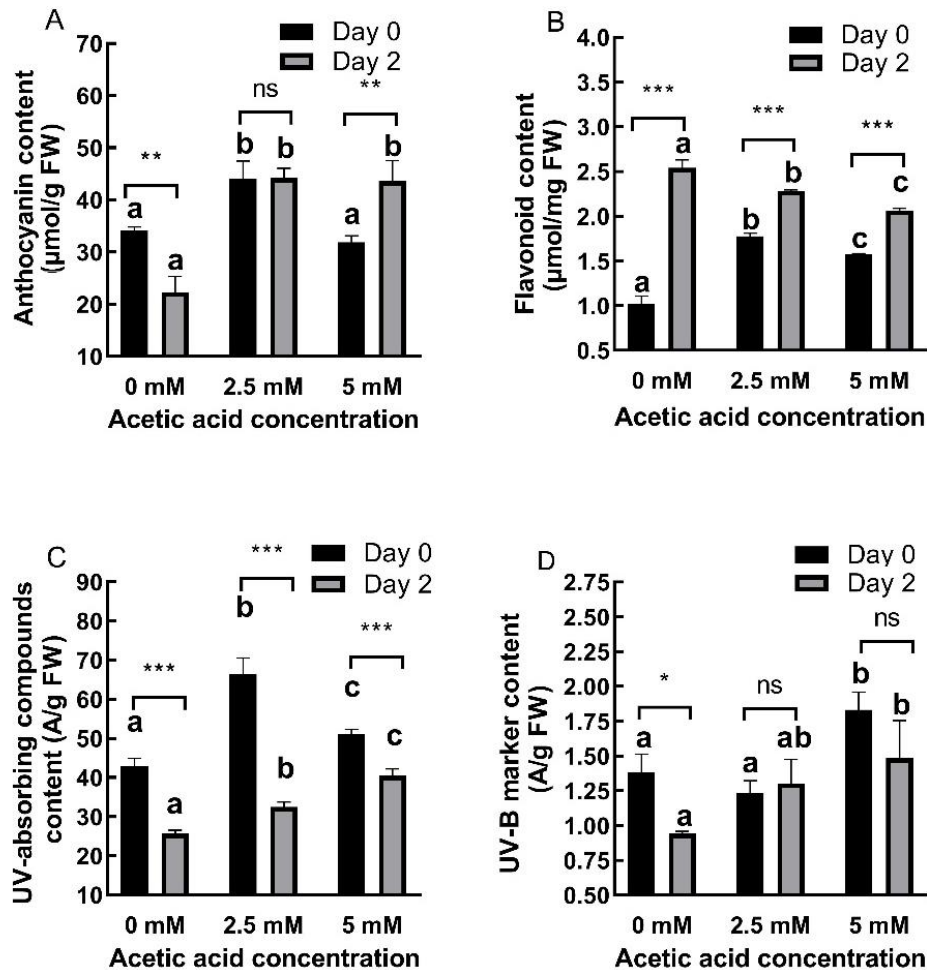 A
Day 0
Day 2
70
60
50
40
30
20
10
Anthocyanin content
(µmol/g FW)
**
ns
**
a
a
b
b
a
b
0 mM
2.5 mM
5 mM
Acetic acid concentration
B
Day 0
Day 2
4.0
3.5
3.0
2.5
2.0
1.5
1.0
0.5
Flavonoid content
(µmol/mg FW)
***
***
***
a
a
b
b
c
c
0 mM
2.5 mM
5 mM
Acetic acid concentration
C
Day 0
Day 2
90
80
70
60
50
40
30
20
10
UV-absorbing compounds
content (A/g FW)
***
***
***
a
a
b
b
c
c
0 mM
2.5 mM
5 mM
Acetic acid concentration
D
Day 0
Day 2
2.75
2.50
2.25
2.00
1.75
1.50
1.25
1.00
0.75
0.50
UV-B marker content
(A/g FW)
*
ns
ns
a
a
a
ab
b
b
0 mM
2.5 mM
5 mM
Acetic acid concentration